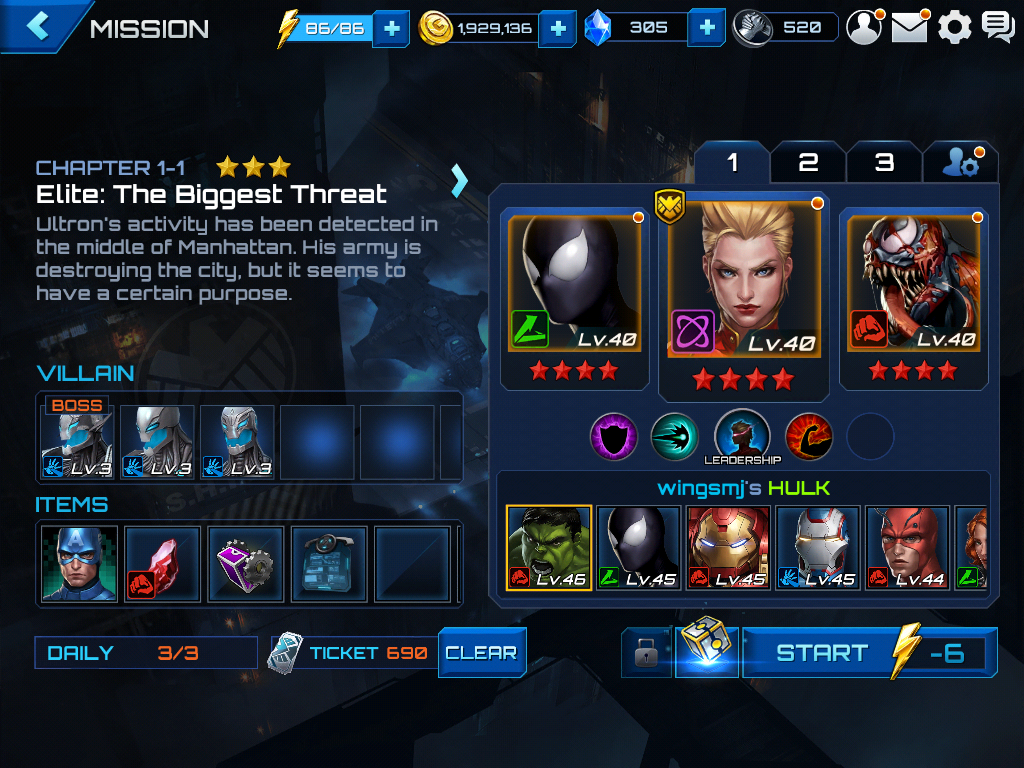 MISSION
86/86
1,929,136
305
520
CHAPTER 1-1
Elite: The Biggest Threat
Ultron's activity has been detected in
the middle of Manhattan. His army is
destroying the city, but it seems to
have a certain purpose.
VILLAIN
BOSS
Lv.3
Lv.3
Lv.3
ITEMS
DAILY 3/3
TICKET 690
CLEAR
1
2
3
Lv.40
Lv.40
Lv.40
LEADERSHIP
wingsmj's HULK
Lv.46
Lv.45
Lv.45
Lv.45
Lv.44
START -6